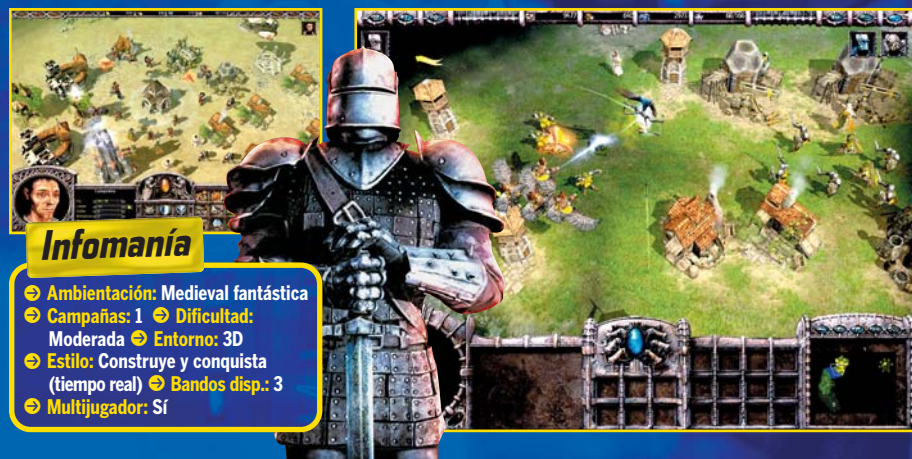 Infomanía
➔ Ambientación: Medieval fantástica
➔ Campañas: 1 ➔ Dificultad:
Moderada ➔ Entorno: 3D
➔ Estilo: Construye y conquista
(tiempo real) ➔ Bandos disp.: 3
➔ Multijugador: Sí